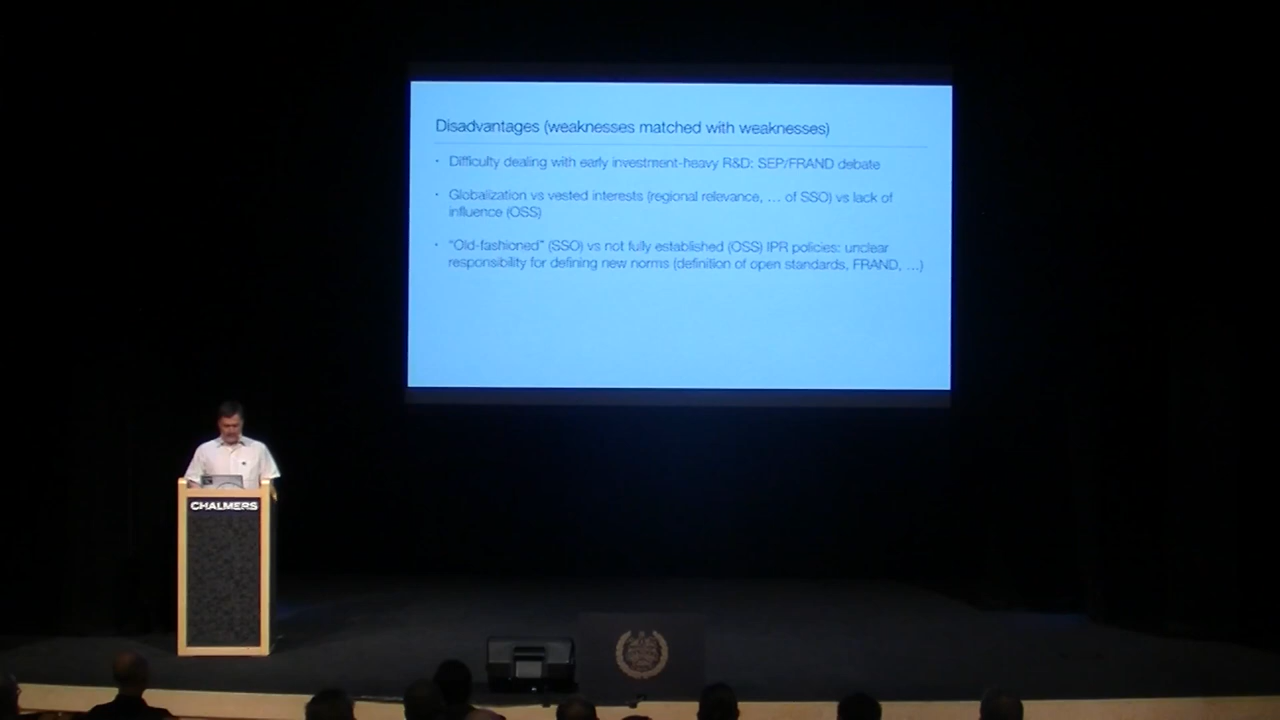 Disadvantages (weaknesses matched with weaknesses)
• Difficulty dealing with early investment-heavy R&D: SEP/FRAND debate
• Globalization vs vested interests (regional relevance, … of SSO) vs lack of
influence (OSS)
• “Old-fashioned” (SSO) vs not fully established (OSS) IPR policies: unclear
responsibility for defining new norms (definition of open standards, FRAND, …)
CHALMERS